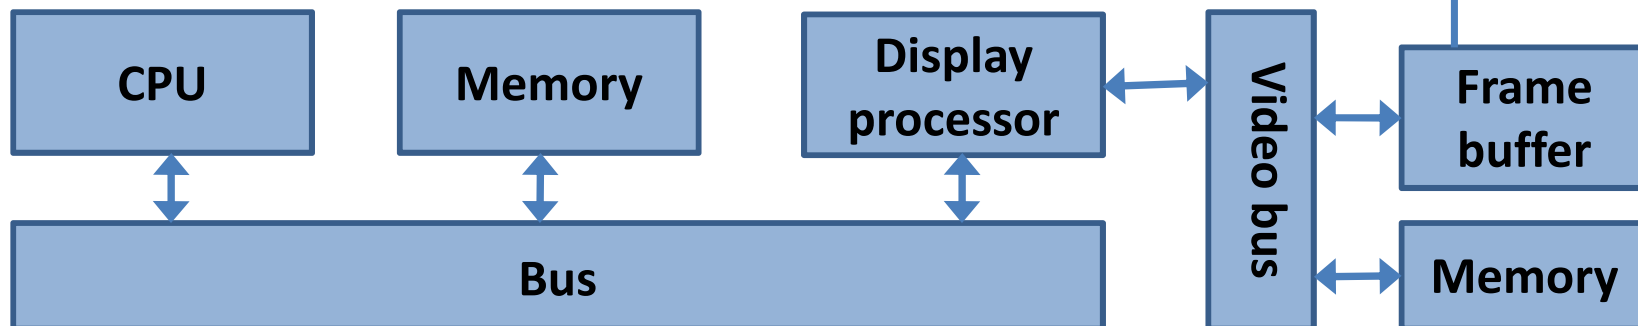 CPU
Memory
Display
processor
Video bus
Frame
buffer
Bus
Memory